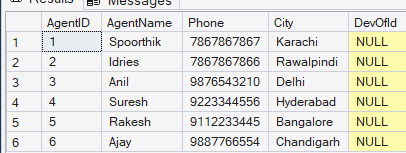 Results Messages
AgentID AgentName Phone City DevOfId
1 1 Spoorthik 7867867867 Karachi NULL
2 2 Idries 7867867866 Rawalpindi NULL
3 3 Anil 9876543210 Delhi NULL
4 4 Suresh 9223344556 Hyderabad NULL
5 5 Rakesh 9112233445 Bangalore NULL
6 6 Ajay 9887766554 Chandigarh NULL